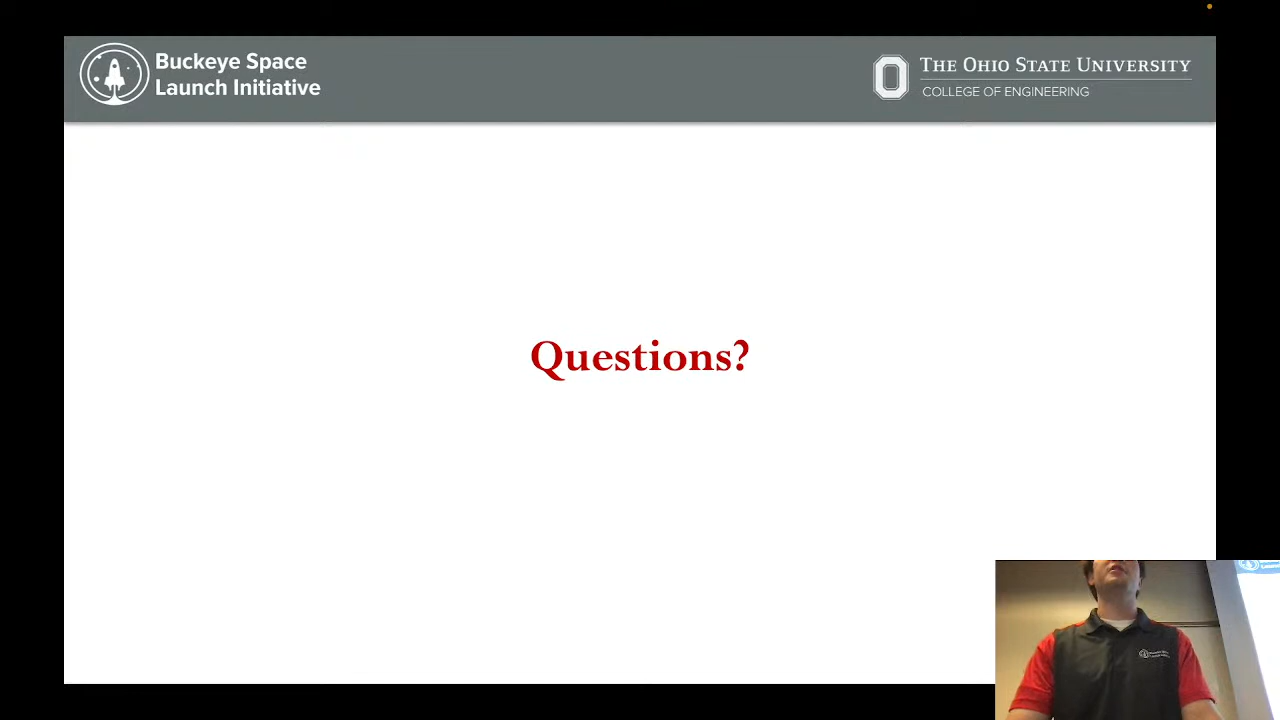 Buckeye Space
Launch Initiative
THE OHIO STATE UNIVERSITY
COLLEGE OF ENGINEERING
Questions?